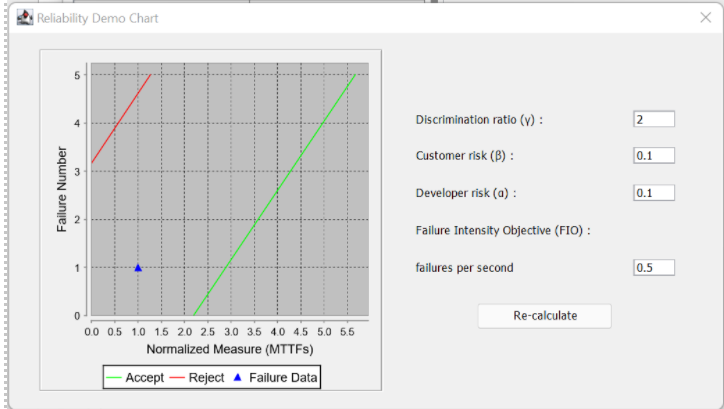 Reliability Demo Chart
5
4
3
2
1
0
Failure Number
0.0 0.5 1.0 1.5 2.0 2.5 3.0 3.5 4.0 4.5 5.0 5.5
Normalized Measure (MTTFs)
Accept Reject Failure Data
Discrimination ratio (γ) : 2
Customer risk (β) : 0.1
Developer risk (α) : 0.1
Failure Intensity Objective (FIO) :
failures per second 0.5
Re-calculate